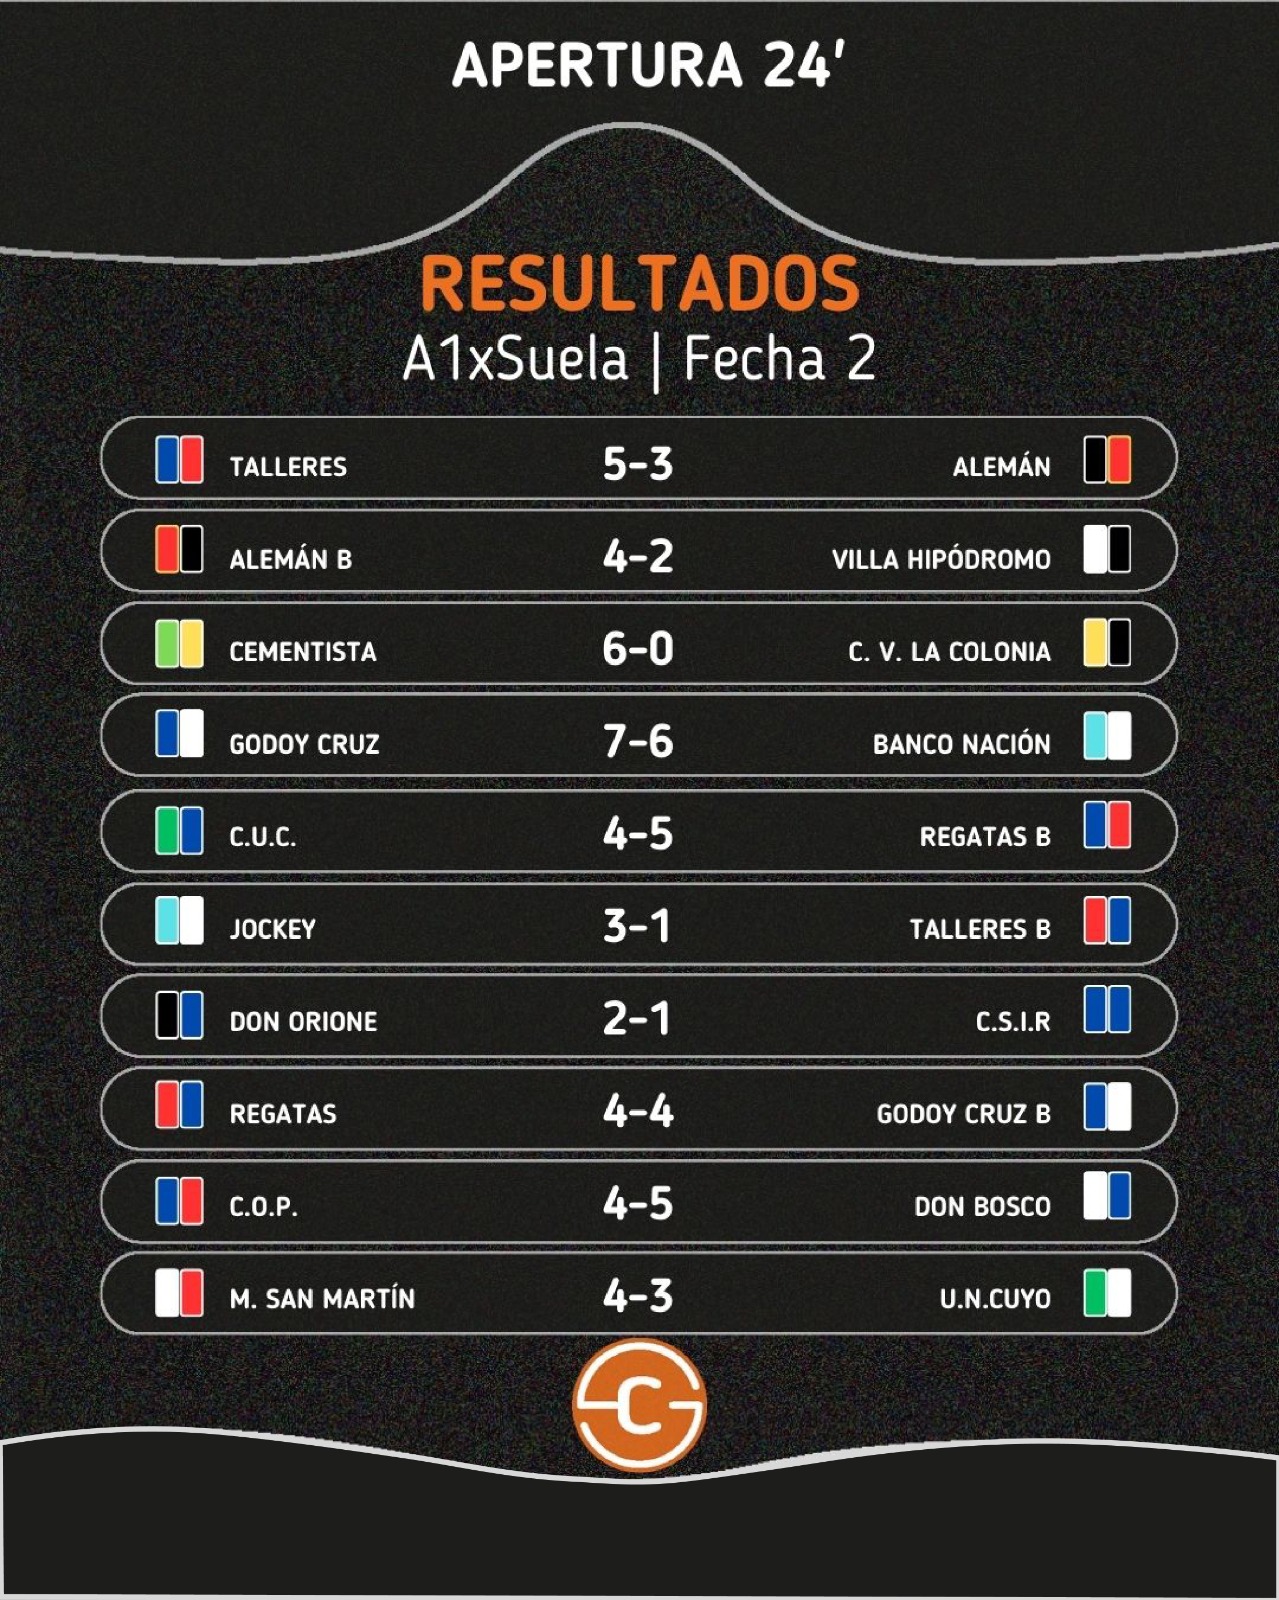 APERTURA 24'
RESULTADOS
A1xSuela | Fecha 2
TALLERES 5-3 ALEMÁN
ALEMÁN B 4-2 VILLA HIPÓDROMO
CEMENTISTA 6-0 C. V. LA COLONIA
GODOY CRUZ 7-6 BANCO NACIÓN
C.U.C. 4-5 REGATAS B
JOCKEY 3-1 TALLERES B
DON ORIONE 2-1 C.S.I.R
REGATAS 4-4 GODOY CRUZ B
C.O.P. 4-5 DON BOSCO
M. SAN MARTÍN 4-3 U.N.CUYO
C